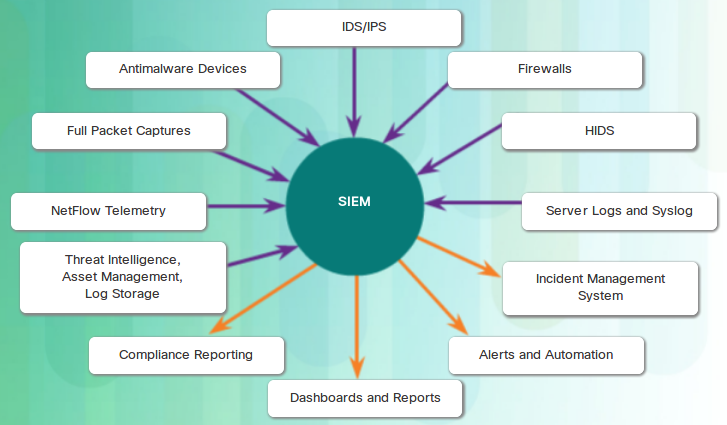 IDS/IPS
Antimalware Devices
Firewalls
Full Packet Captures
HIDS
SIEM
NetFlow Telemetry
Server Logs and Syslog
Threat Intelligence,
Asset Management,
Log Storage
Incident Management
System
Compliance Reporting
Alerts and Automation
Dashboards and Reports